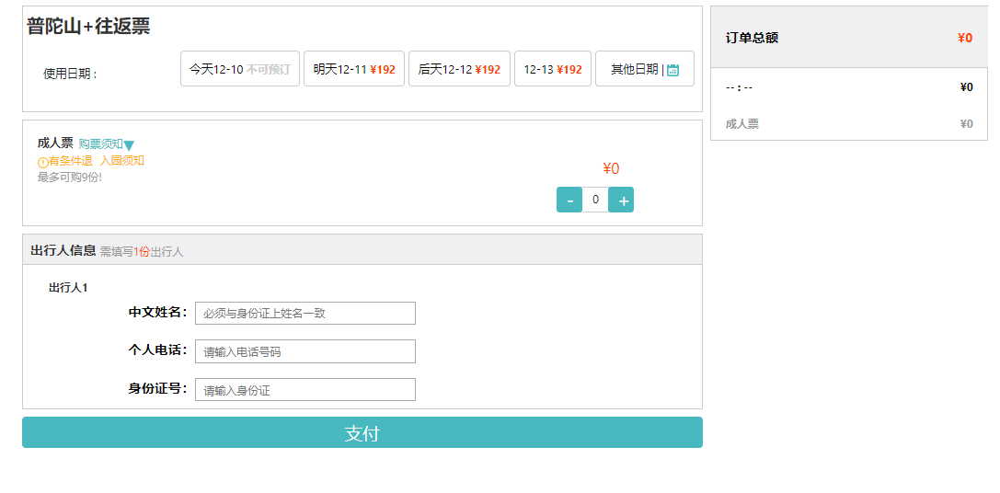 普陀山+往返票
使用日期 :
今天12-10 不可预订
明天12-11 ¥192
后天12-12 ¥192
12-13 ¥192
其他日期 |
成人票 购票须知▼
有条件退 入园须知
最多可购9份!
¥0
- 0 +
出行人信息 需填写1份出行人
出行人1
中文姓名: 必须与身份证上姓名一致
个人电话: 请输入电话号码
身份证号: 请输入身份证
支付
订单总额 ¥0
-- : -- ¥0
成人票 ¥0